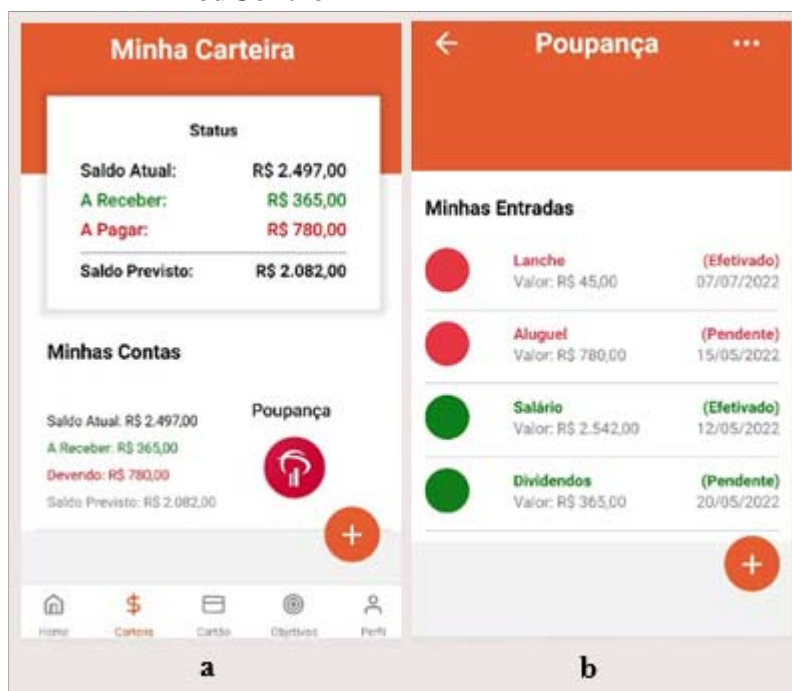 Minha Carteira
Status
Saldo Atual: R$ 2.497,00
A Receber: R$ 365,00
A Pagar: R$ 780,00
Saldo Previsto: R$ 2.082,00
Minhas Contas
Saldo Atual: R$ 2.497,00
A Receber: R$ 365,00
Devendo: R$ 780,00
Saldo Previsto: R$ 2.082,00
Poupança
+
Home Carteira Cartão Objetivos Perfil
a
Poupança
Minhas Entradas
Lanche (Efetivado)
Valor: R$ 45,00 07/07/2022
Aluguel (Pendente)
Valor: R$ 780,00 15/05/2022
Salário (Efetivado)
Valor: R$ 2.542,00 12/05/2022
Dividendos (Pendente)
Valor: R$ 365,00 20/05/2022
+
b